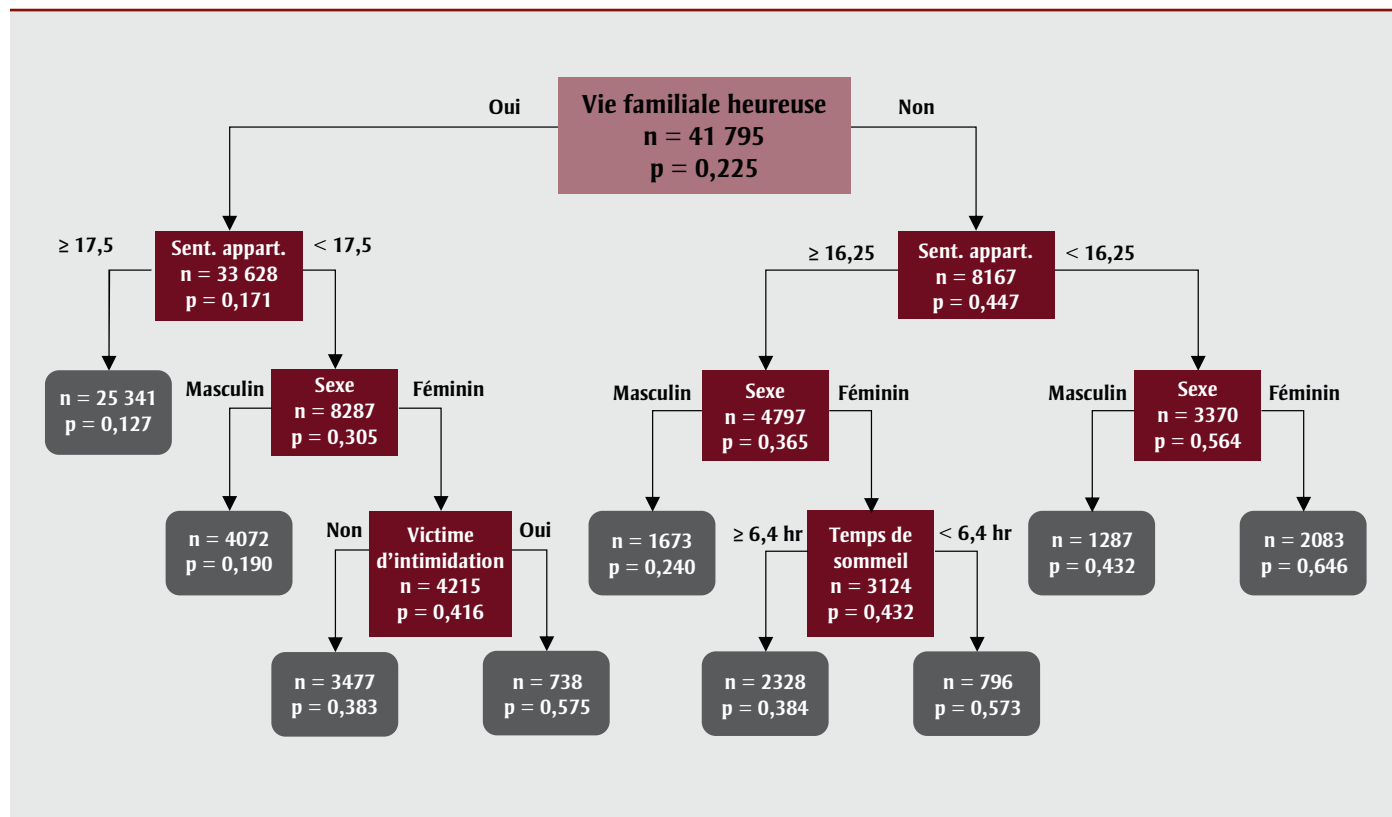 Vie familiale heureuse
n = 41 795
p = 0,225
Oui
Non
≥ 17,5
Sent. appart.
n = 33 628
p = 0,171
< 17,5
≥ 16,25
Sent. appart.
n = 8167
p = 0,447
< 16,25
n = 25 341
p = 0,127
Masculin
Sexe
n = 8287
p = 0,305
Féminin
Masculin
Sexe
n = 4797
p = 0,365
Féminin
Masculin
Sexe
n = 3370
p = 0,564
Féminin
n = 4072
p = 0,190
Non
Victime
d'intimidation
n = 4215
p = 0,416
Oui
n = 1673
p = 0,240
≥ 6,4 hr
Temps de
sommeil
n = 3124
p = 0,432
< 6,4 hr
n = 1287
p = 0,432
n = 2083
p = 0,646
n = 3477
p = 0,383
n = 738
p = 0,575
n = 2328
p = 0,384
n = 796
p = 0,573